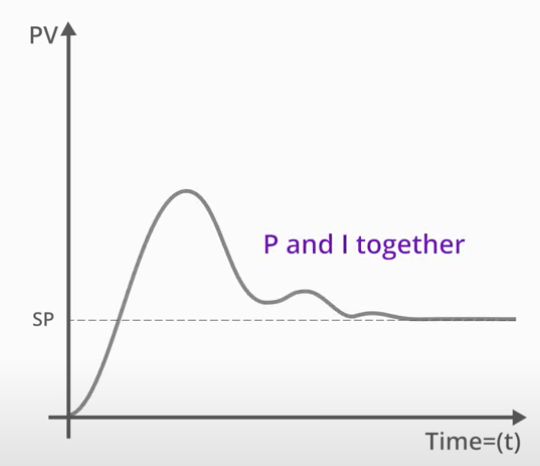 PV
P and I together
SP
Time=(t)